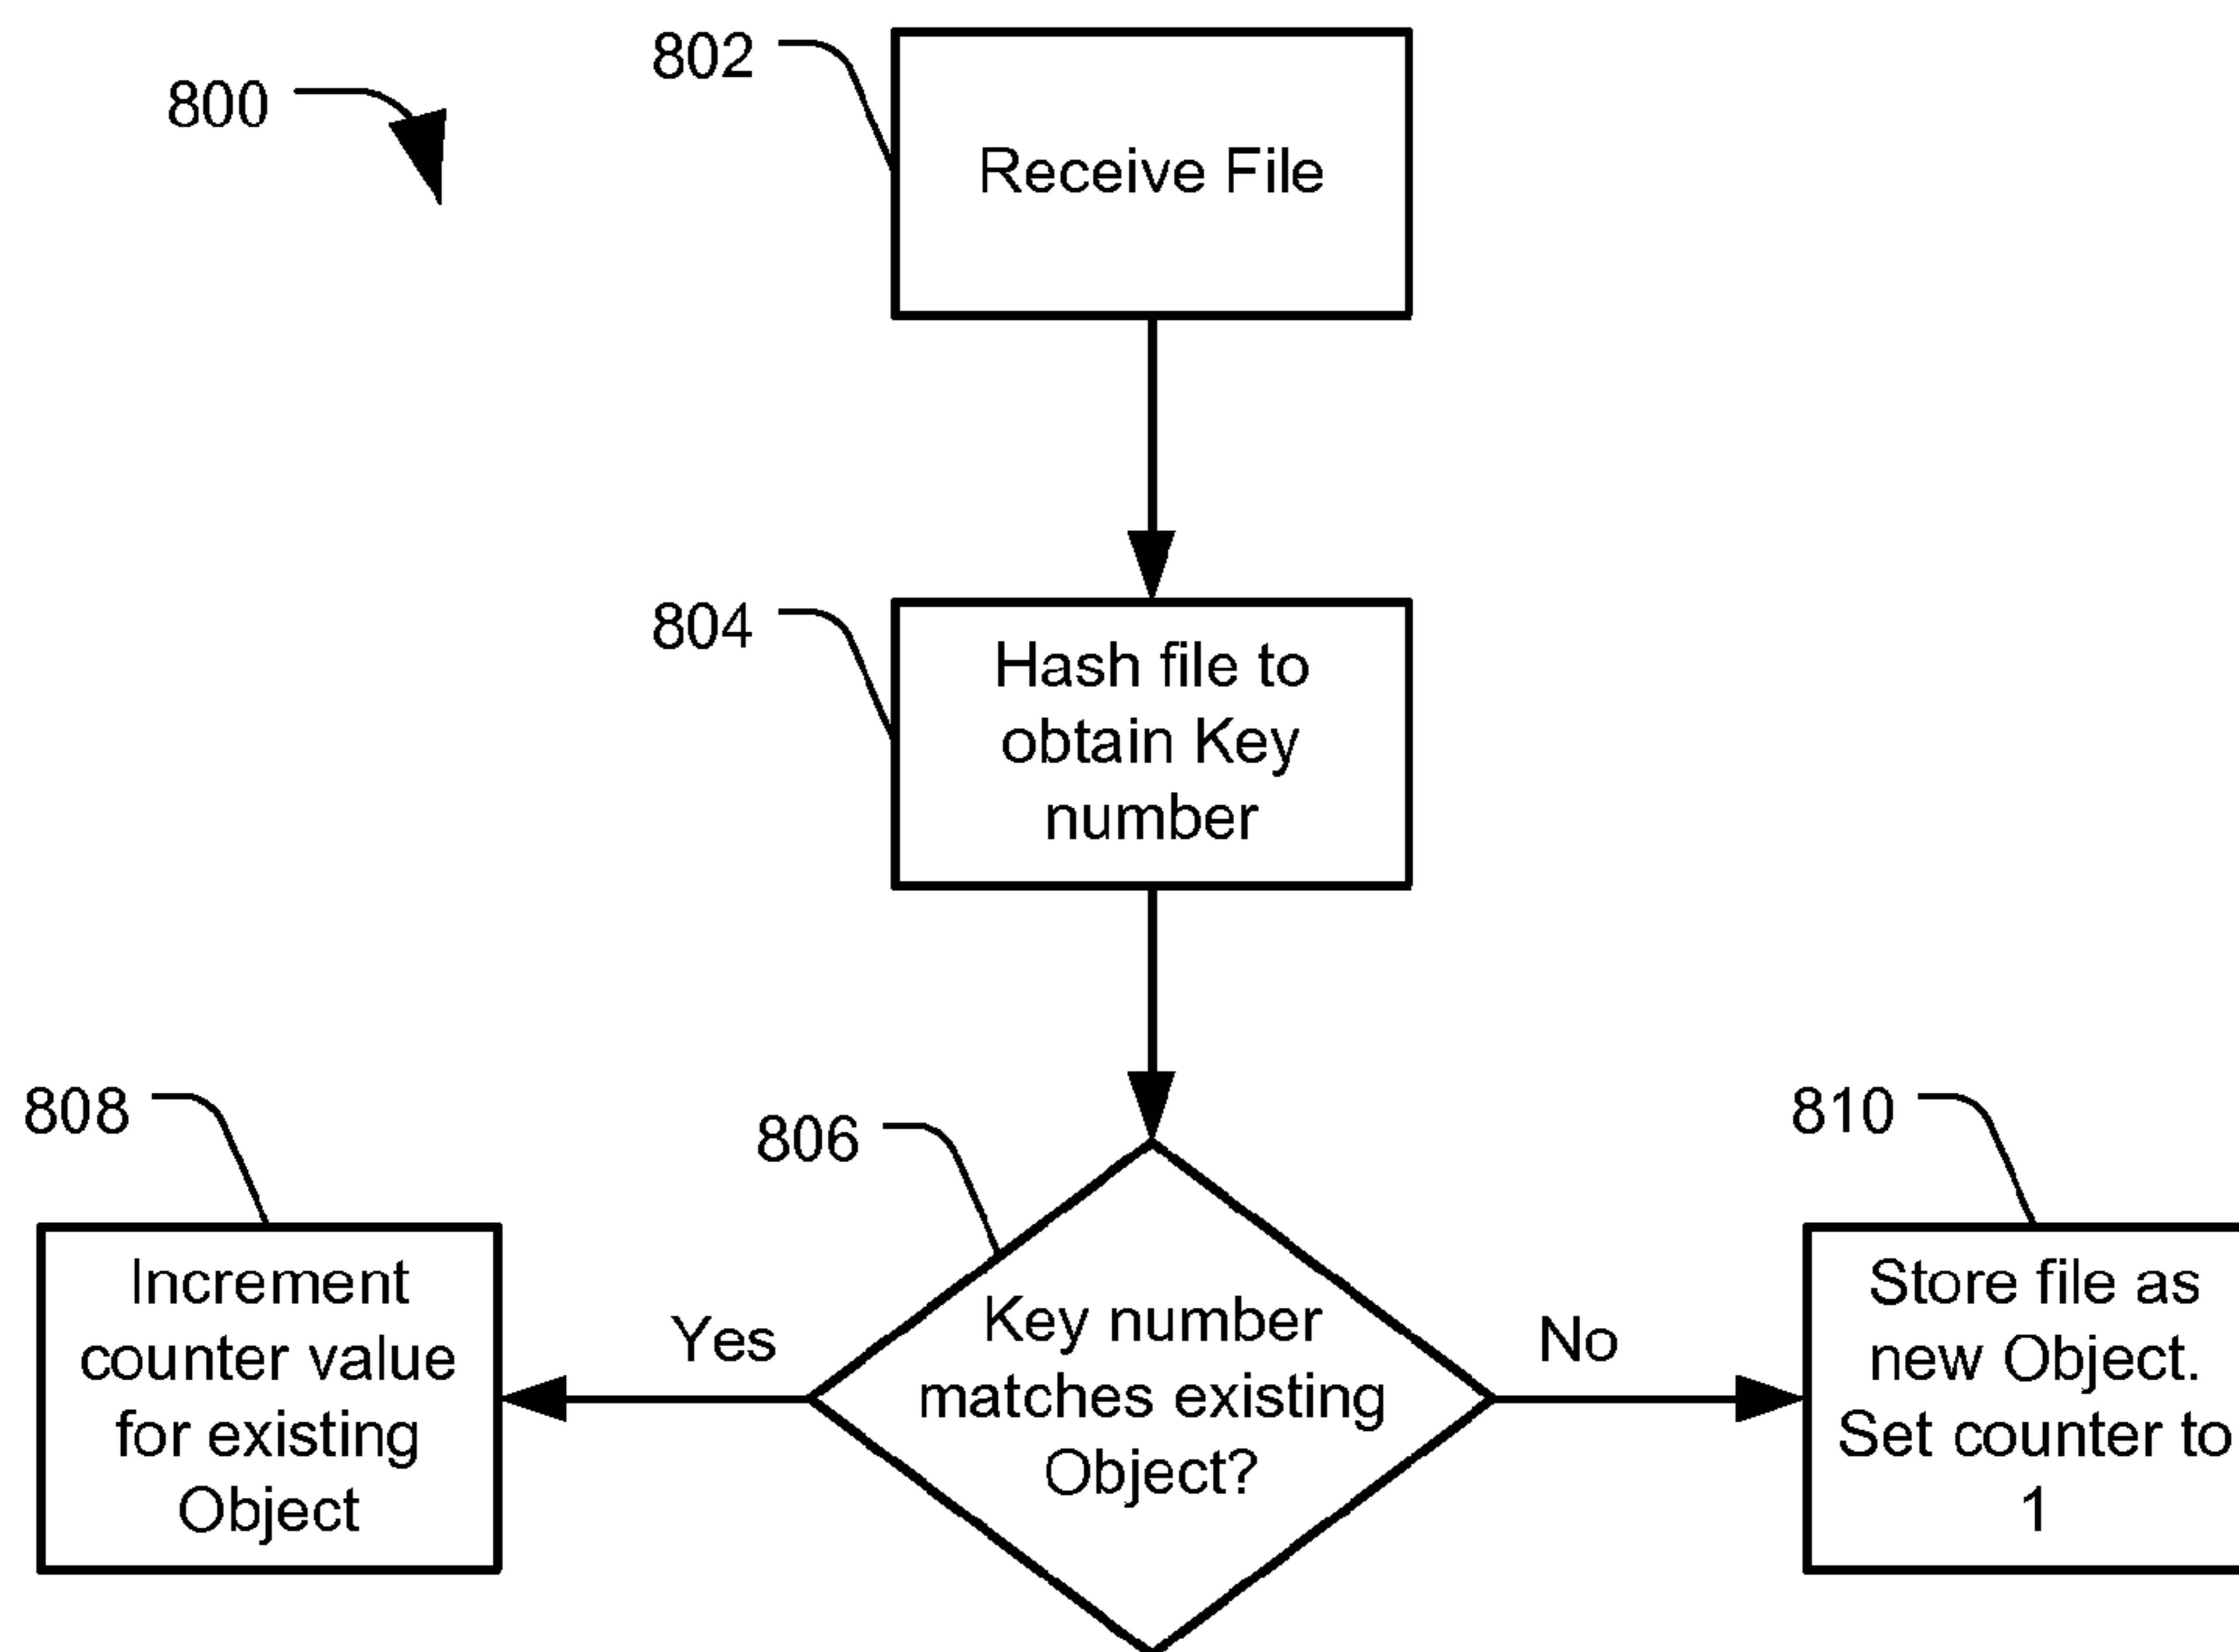 800
802
Receive File
804
Hash file to
obtain Key
number
806
Key number
matches existing
Object?
Yes
No
808
Increment
counter value
for existing
Object
810
Store file as
new Object.
Set counter to
1